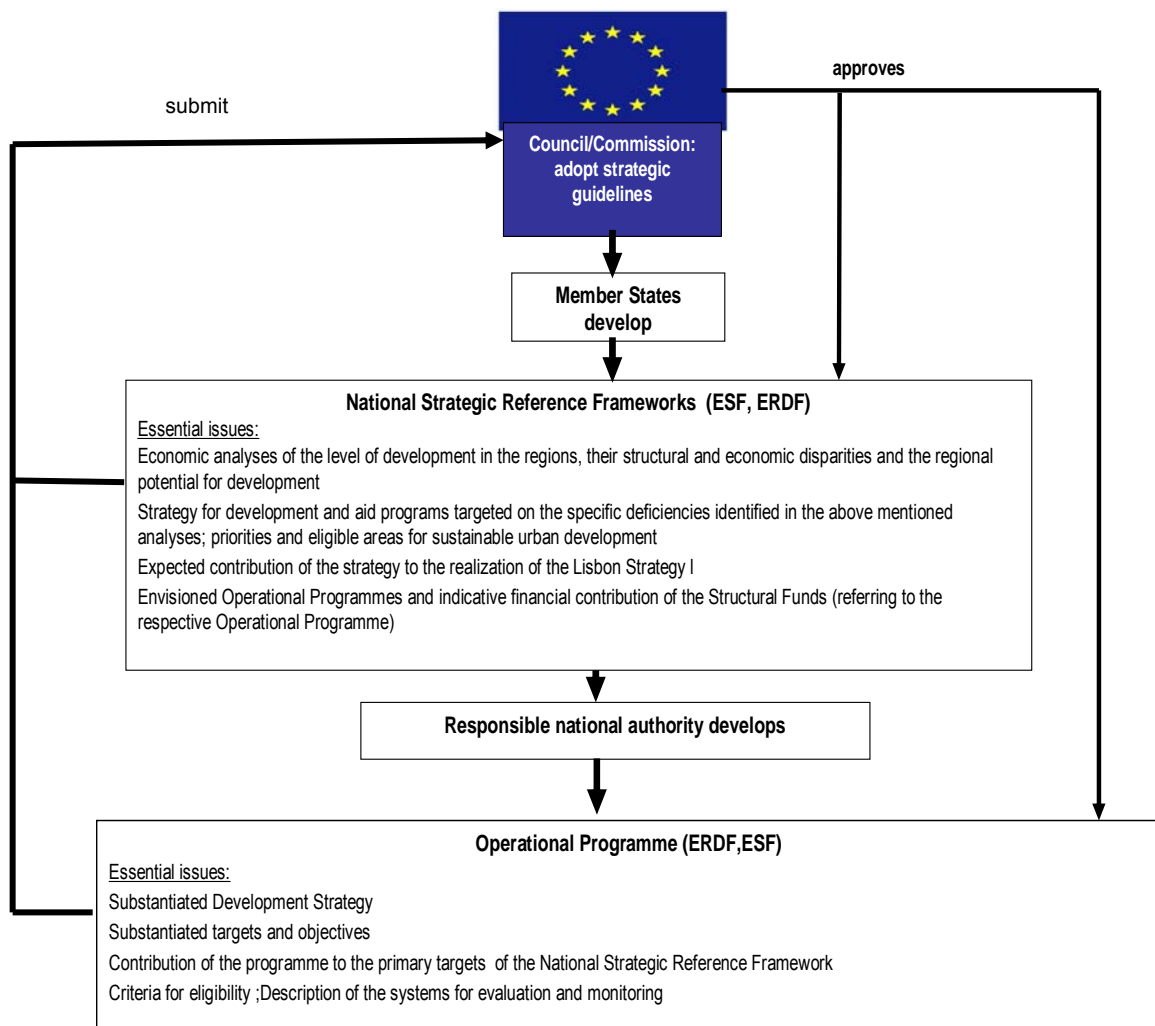 approves
submit
Council/Commission:
adopt strategic
guidelines
Member States
develop
National Strategic Reference Frameworks (ESF, ERDF)
Essential issues:
Economic analyses of the level of development in the regions, their structural and economic disparities and the regional
potential for development
Strategy for development and aid programs targeted on the specific deficiencies identified in the above mentioned
analyses; priorities and eligible areas for sustainable urban development
Expected contribution of the strategy to the realization of the Lisbon Strategy l
Envisioned Operational Programmes and indicative financial contribution of the Structural Funds (referring to the
respective Operational Programme)
Responsible national authority develops
Operational Programme (ERDF,ESF)
Essential issues:
Substantiated Development Strategy
Substantiated targets and objectives
Contribution of the programme to the primary targets of the National Strategic Reference Framework
Criteria for eligibility ;Description of the systems for evaluation and monitoring